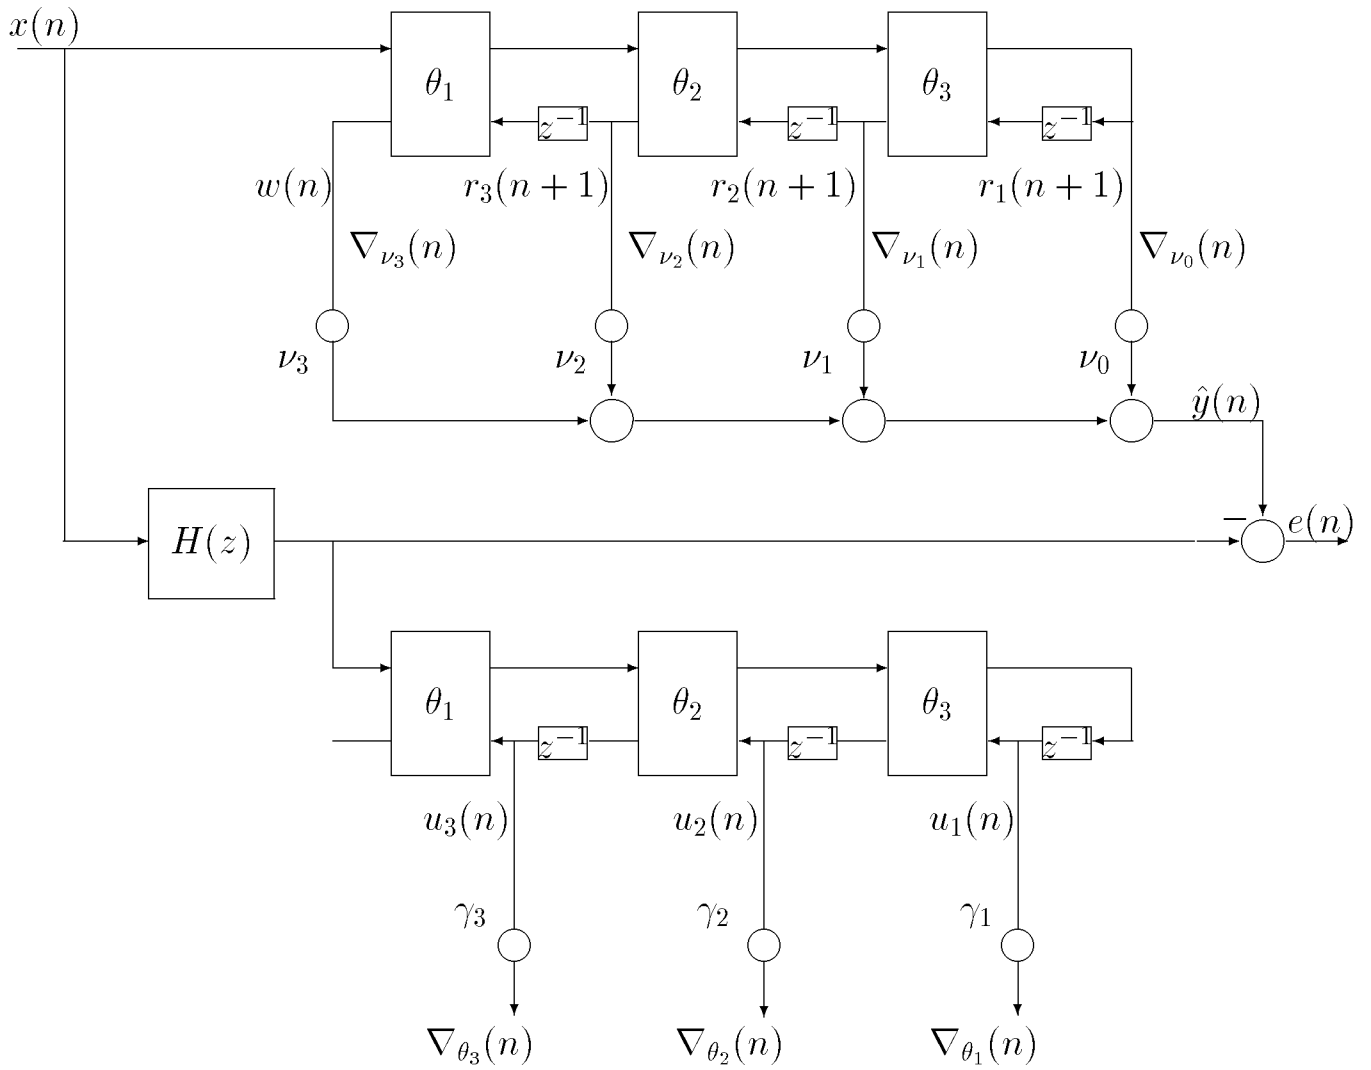 x(n)
θ₁ θ₂ θ₃
z⁻¹ z⁻¹ z⁻¹
w(n) r₃(n + 1) r₂(n + 1) r₁(n + 1)
∇_{ν₃}(n) ∇_{ν₂}(n) ∇_{ν₁}(n) ∇_{ν₀}(n)
ν₃ ν₂ ν₁ ν₀
ŷ(n)
H(z) − e(n)
θ₁ θ₂ θ₃
z⁻¹ z⁻¹ z⁻¹
u₃(n) u₂(n) u₁(n)
γ₃ γ₂ γ₁
∇_{θ₃}(n) ∇_{θ₂}(n) ∇_{θ₁}(n)